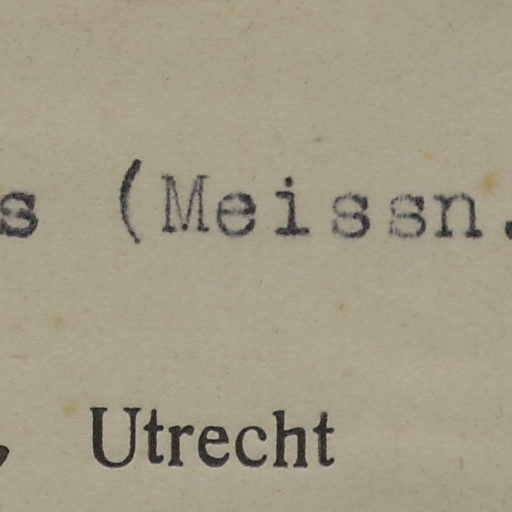 s (Meissn.
, Utrecht